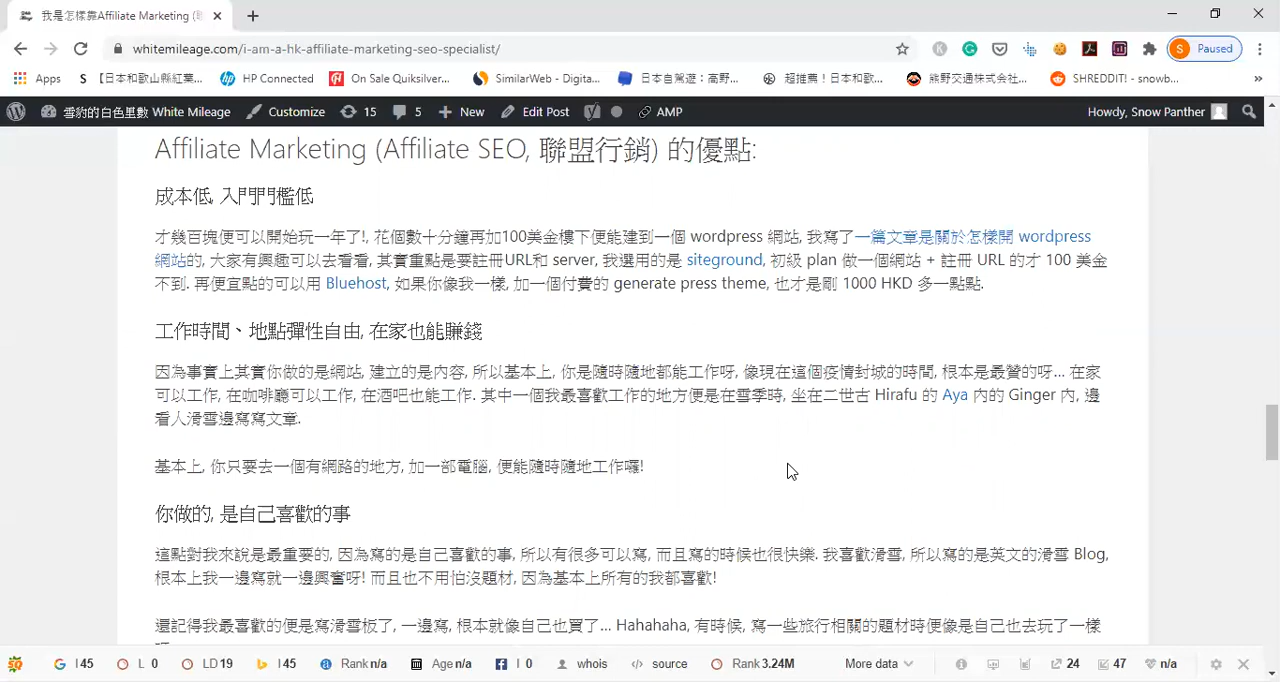 我是怎樣靠Affiliate Marketing (
whitemileage.com/i-am-a-hk-affiliate-marketing-seo-specialist/
S Paused
Apps S 【日本和歌山縣紅葉... HP Connected On Sale Quiksilver... SimilarWeb - Digita... 日本自駕遊：高野... 超推票！日本和歌... 熊野交通株式会社... SHREDDIT! - snowb... »
雪豹的白色里數 White Mileage Customize 15 5 New Edit Post AMP Howdy, Snow Panther
Affiliate Marketing (Affiliate SEO, 聯盟行銷) 的優點:
成本低, 入門門檻低
才幾百塊便可以開始玩一年了!, 花個數十分鐘再加100美金樓下便能建到一個 wordpress 網站, 我寫了一篇文章是關於怎樣開 wordpress
網站的, 大家有興趣可以去看看, 其實重點是要註冊URL和 server, 我選用的是 siteground, 初級 plan 做一個網站 + 註冊 URL 的才 100 美金
不到. 再便宜點的可以用 Bluehost, 如果你像我一樣, 加一個付費的 generate press theme, 也才是剛 1000 HKD 多一點點.
工作時間、地點彈性自由, 在家也能賺錢
因為事實上其實你做的是網站, 建立的是內容, 所以基本上, 你是隨時隨地都能工作呀, 像現在這個疫情封城的時間, 根本是最營的呀... 在家
可以工作, 在咖啡廳可以工作, 在酒吧也能工作. 其中一個我最喜歡工作的地方便是在雪季時, 坐在二世古 Hirafu 的 Aya 內的 Ginger 內, 邊
看人滑雪邊寫寫文章.
基本上, 你只要去一個有網路的地方, 加一部電腦, 便能隨時隨地工作囉!
你做的, 是自己喜歡的事
這點對我來說是最重要的, 因為寫的是自己喜歡的事, 所以有很多可以寫, 而且寫的時候也很快樂. 我喜歡滑雪, 所以寫的是英文的滑雪 Blog,
根本上我一邊寫就一邊興奮呀! 而且也不用怕沒題材, 因為基本上所有的我都喜歡!
還記得我最喜歡的便是寫滑雪板了, 一邊寫, 根本就像自己也買了... Hahahaha, 有時候, 寫一些旅行相關的題材時便像是自己也去玩了一樣
SQ G I 45 L 0 LD 19 I 45 Rank n/a Age n/a I 0 whois source Rank 3.24M More data 24 47 n/a